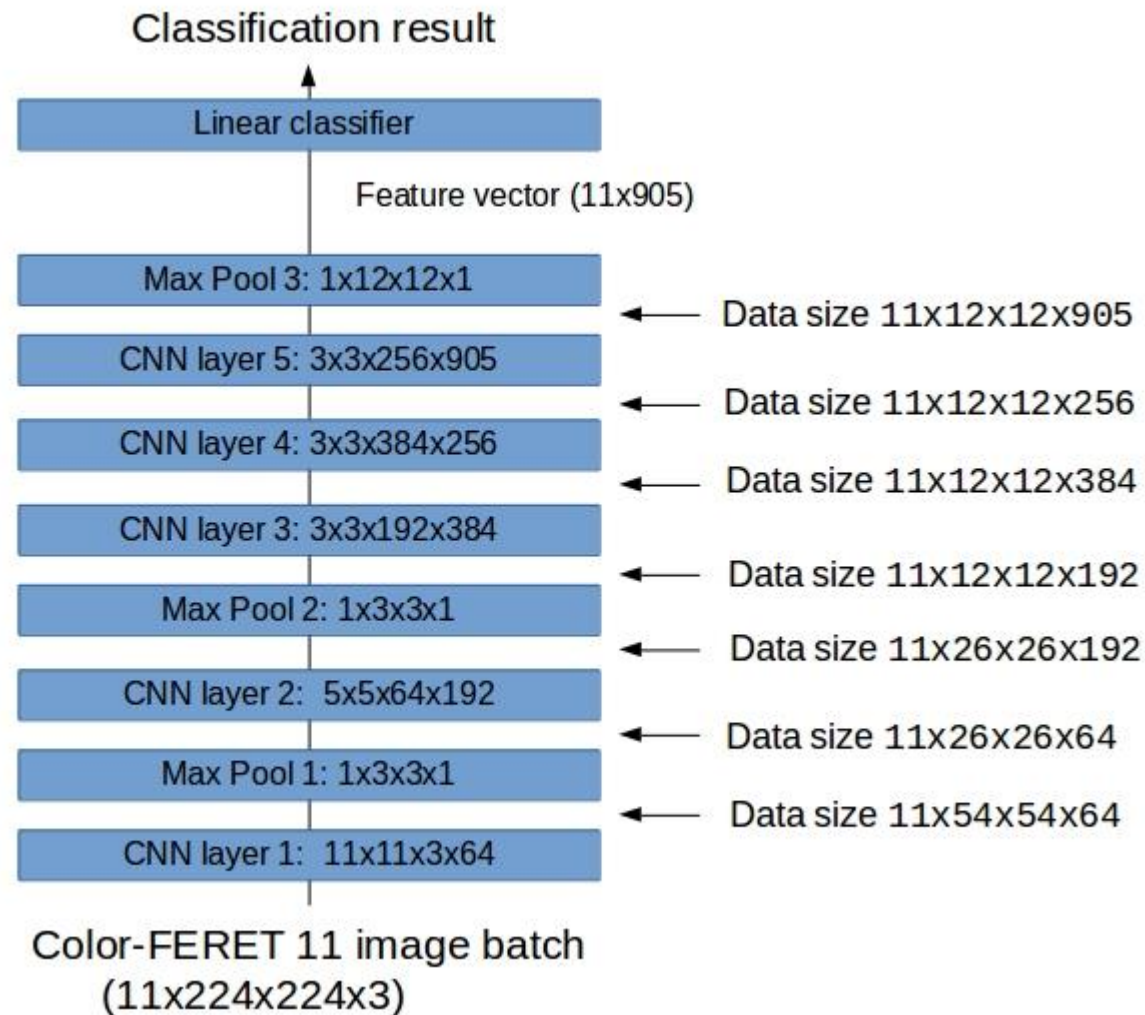 Classification result
Linear classifier
Feature vector (11x905)
Max Pool 3: 1x12x12x1
Data size 11x12x12x905
CNN layer 5: 3x3x256x905
Data size 11x12x12x256
CNN layer 4: 3x3x384x256
Data size 11x12x12x384
CNN layer 3: 3x3x192x384
Data size 11x12x12x192
Max Pool 2: 1x3x3x1
Data size 11x26x26x192
CNN layer 2: 5x5x64x192
Data size 11x26x26x64
Max Pool 1: 1x3x3x1
Data size 11x54x54x64
CNN layer 1: 11x11x3x64
Color-FERET 11 image batch
(11x224x224x3)